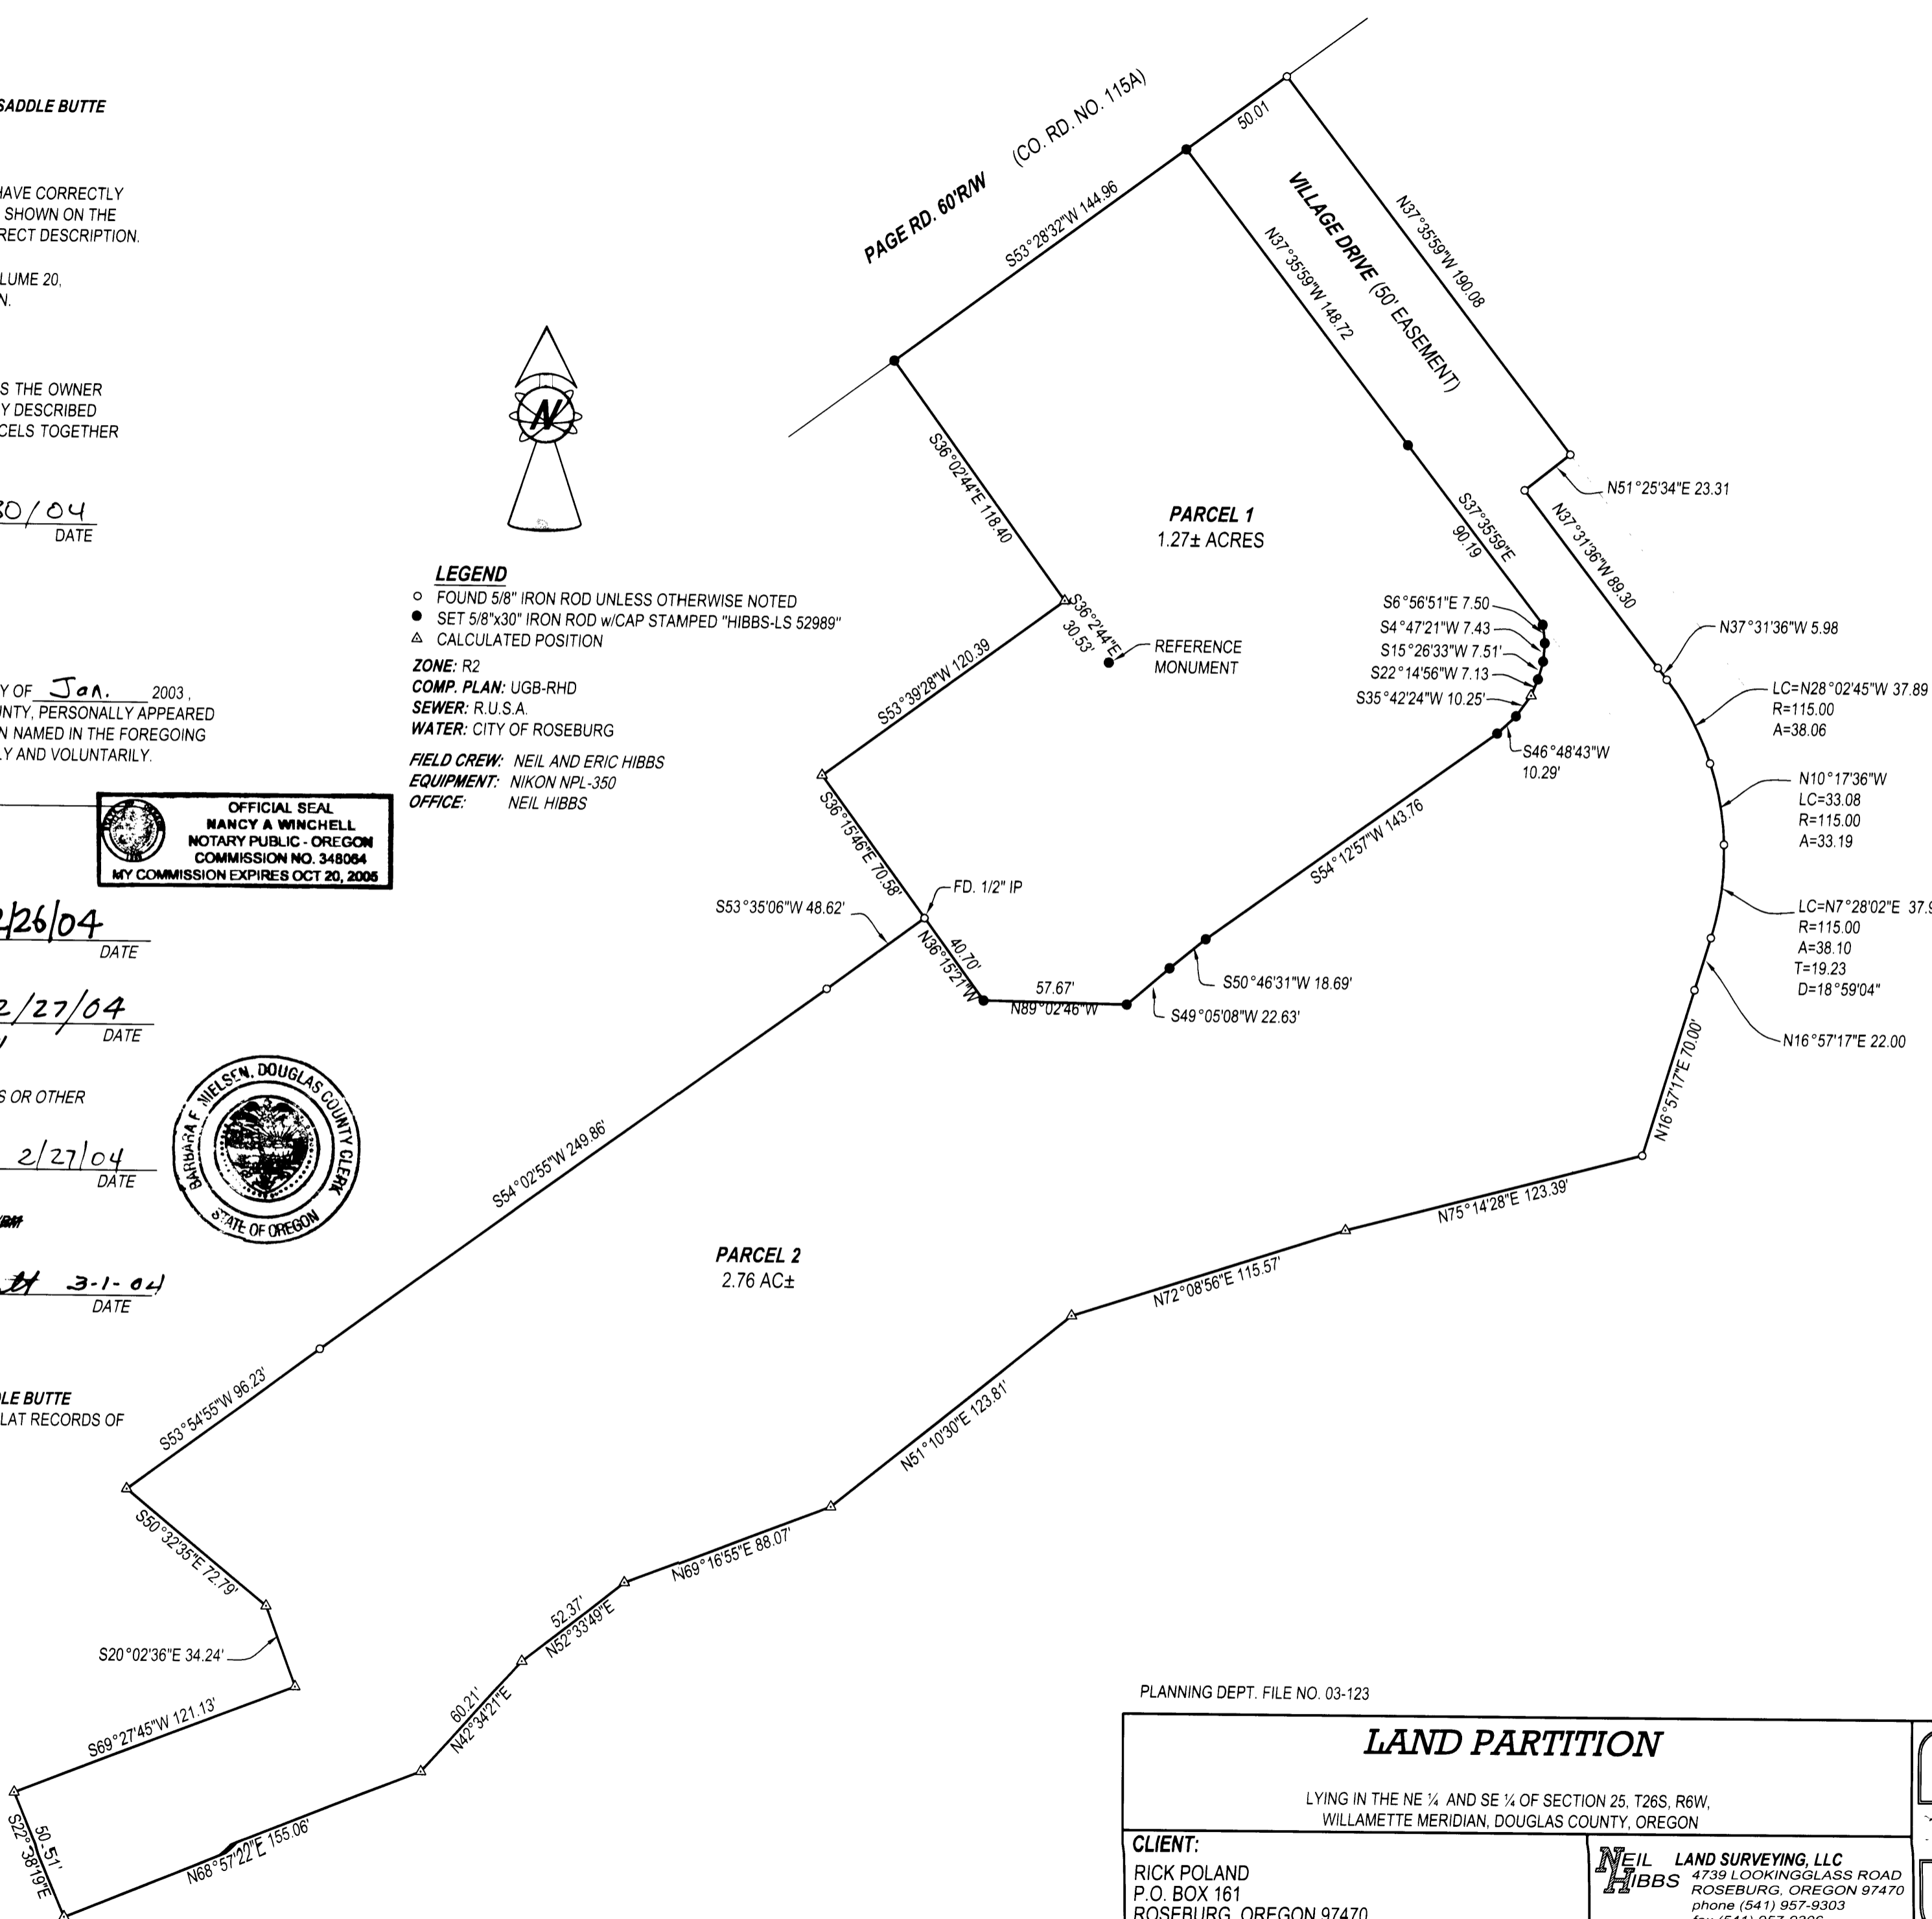 SADDLE BUTTE
HAVE CORRECTLY
SHOWN ON THE
RECT DESCRIPTION.
LUME 20,
N.
S THE OWNER
Y DESCRIBED
CELS TOGETHER
30/04
DATE
Y OF Jan. 2003,
UNTY, PERSONALLY APPEARED
N NAMED IN THE FOREGOING
LY AND VOLUNTARILY.
OFFICIAL SEAL
NANCY A WINCHELL
NOTARY PUBLIC - OREGON
COMMISSION NO. 348064
MY COMMISSION EXPIRES OCT 20, 2005
2/26/04
DATE
2/27/04
DATE
S OR OTHER
2/27/04
DATE
3-1-04
DATE
DLE BUTTE
LAT RECORDS OF
BARBARA F. NIELSEN, DOUGLAS COUNTY CLERK
STATE OF OREGON
N
LEGEND
FOUND 5/8" IRON ROD UNLESS OTHERWISE NOTED
SET 5/8"x30" IRON ROD w/CAP STAMPED "HIBBS-LS 52989"
CALCULATED POSITION
ZONE: R2
COMP. PLAN: UGB-RHD
SEWER: R.U.S.A.
WATER: CITY OF ROSEBURG
FIELD CREW: NEIL AND ERIC HIBBS
EQUIPMENT: NIKON NPL-350
OFFICE: NEIL HIBBS
PAGE RD. 60'R/W (CO. RD. NO. 115A)
50.01
S53°28'32"W 144.96
VILLAGE DRIVE (50' EASEMENT)
N37°35'59"W 190.08
N37°35'59"W 148.72
S36°02'44"E 118.40
PARCEL 1
1.27± ACRES
S37°35'59"E
90.19
N51°25'34"E 23.31
N37°31'36"W 89.30
S36°2'44"E
30.53'
REFERENCE
MONUMENT
S6°56'51"E 7.50
S4°47'21"W 7.43
S15°26'33"W 7.51'
S22°14'56"W 7.13
S35°42'24"W 10.25'
S46°48'43"W
10.29'
N37°31'36"W 5.98
LC=N28°02'45"W 37.89
R=115.00
A=38.06
N10°17'36"W
LC=33.08
R=115.00
A=33.19
LC=N7°28'02"E 37.9
R=115.00
A=38.10
T=19.23
D=18°59'04"
N16°57'17"E 22.00
N16°57'17"E 70.00'
S53°39'28"W 120.39
S36°15'46"E 70.58'
FD. 1/2" IP
S53°35'06"W 48.62'
40.70'
N36°15'21"W
57.67'
N89°02'46"W
S54°12'57"W 143.76
S50°46'31"W 18.69'
S49°05'08"W 22.63'
S54°02'55"W 249.86'
PARCEL 2
2.76 AC±
N75°14'28"E 123.39'
N72°08'56"E 115.57'
N51°10'30"E 123.81'
S53°54'55"W 96.23'
S50°32'35"E 72.79'
N69°16'55"E 88.07'
52.37'
N52°33'49"E
S20°02'36"E 34.24'
60.21'
N42°34'21"E
S69°27'45"W 121.13'
50.51'
S22°38'19"E
N68°57'22"E 155.06'
PLANNING DEPT. FILE NO. 03-123
LAND PARTITION
LYING IN THE NE ¼ AND SE ¼ OF SECTION 25, T26S, R6W,
WILLAMETTE MERIDIAN, DOUGLAS COUNTY, OREGON
CLIENT:
RICK POLAND
P.O. BOX 161
ROSEBURG, OREGON 97470
NEIL HIBBS LAND SURVEYING, LLC
4739 LOOKINGGLASS ROAD
ROSEBURG, OREGON 97470
phone (541) 957-9303